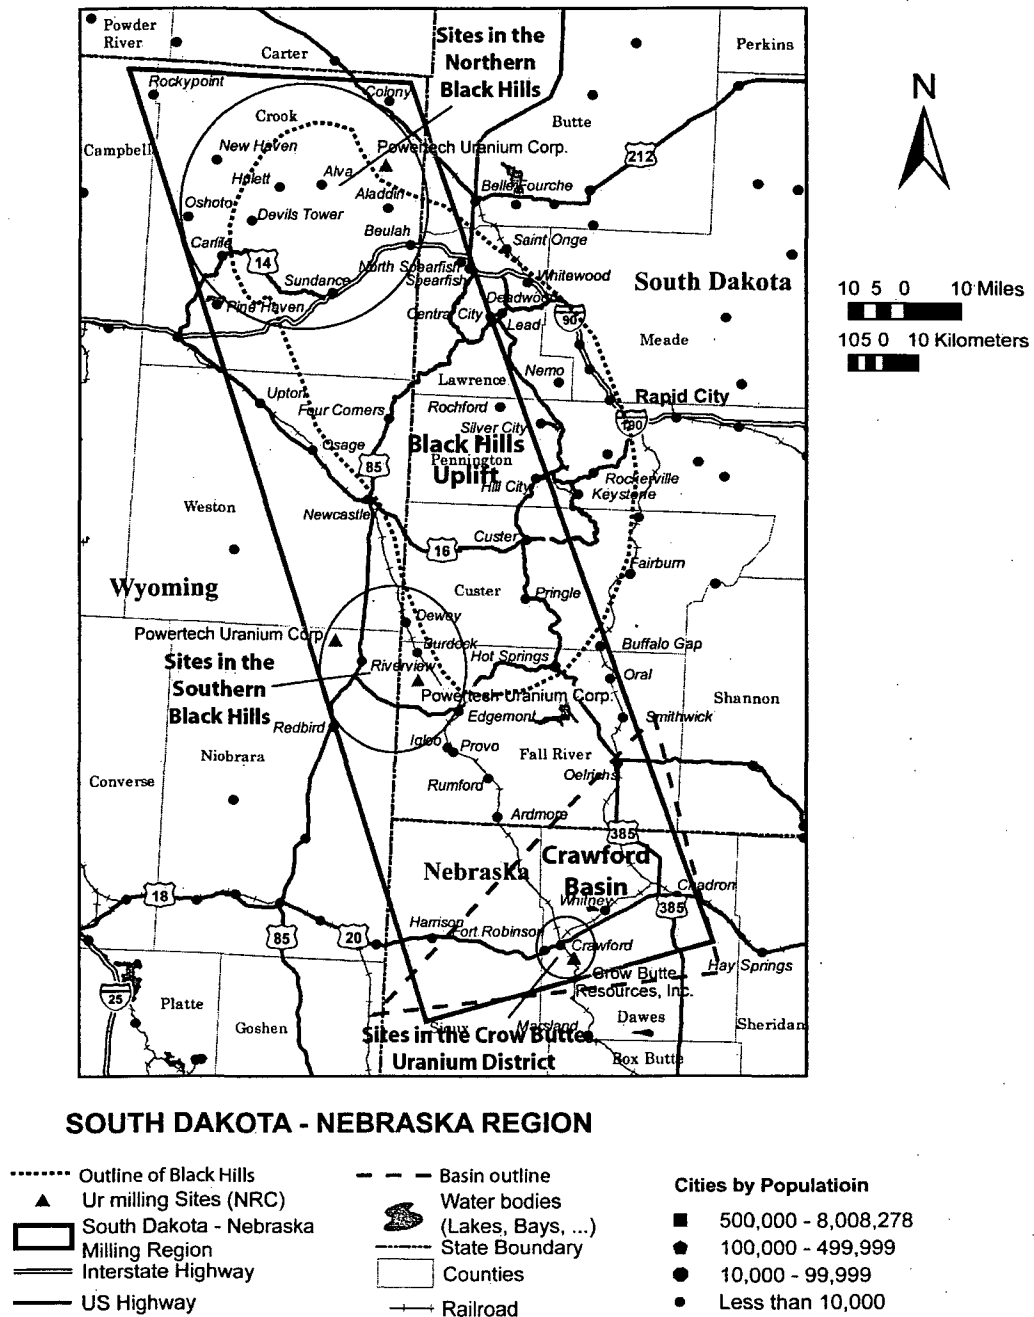 Powder
River
Carter
Sites in the
Northern
Black Hills
Perkins
N
Rockypoint
Colony
Crook
Butte
Campbell
New Haven
Powertech Uranium Corp.
212
Hulett
Alva
Aladdin
Belle Fourche
Oshoto
Devils Tower
Beulah
Carlile
Saint Onge
14
North Spearfish
Spearfish
Whitewood
Sundance
South Dakota
10 5 0 10 Miles
Pine Haven
Deadwood
Central City
90
Lead
Meade
105 0 10 Kilometers
Nemo
Lawrence
Upton
Four Corners
Rochford
Rapid City
Silver City
190
Osage
Black Hills
Uplift
Pennington
85
Hill City
Rockerville
Keystone
Weston
Newcastle
Custer
16
Fairburn
Wyoming
Custer
Pringle
Dewey
Powertech Uranium Corp.
Burdock
Buffalo Gap
Sites in the
Southern
Black Hills
Riverview
Hot Springs
Oral
Powertech Uranium Corp.
Shannon
Edgemont
Smithwick
Redbird
Igloo
Provo
Niobrara
Fall River
Converse
Rumford
Oelrichs
Ardmore
385
Nebraska
Crawford
Basin
Chadron
18
Whitney
385
Harrison
Fort Robinson
85
20
Crawford
Hay Springs
Crow Butte
Resources, Inc.
25
Platte
Goshen
Sioux
Marsland
Dawes
Sheridan
Sites in the Crow Butte
Uranium District
Box Butte
SOUTH DAKOTA - NEBRASKA REGION
Outline of Black Hills
Ur milling Sites (NRC)
South Dakota - Nebraska
Milling Region
Interstate Highway
US Highway
Basin outline
Water bodies
(Lakes, Bays, ...)
State Boundary
Counties
Railroad
Cities by Populatioin
500,000 - 8,008,278
100,000 - 499,999
10,000 - 99,999
Less than 10,000